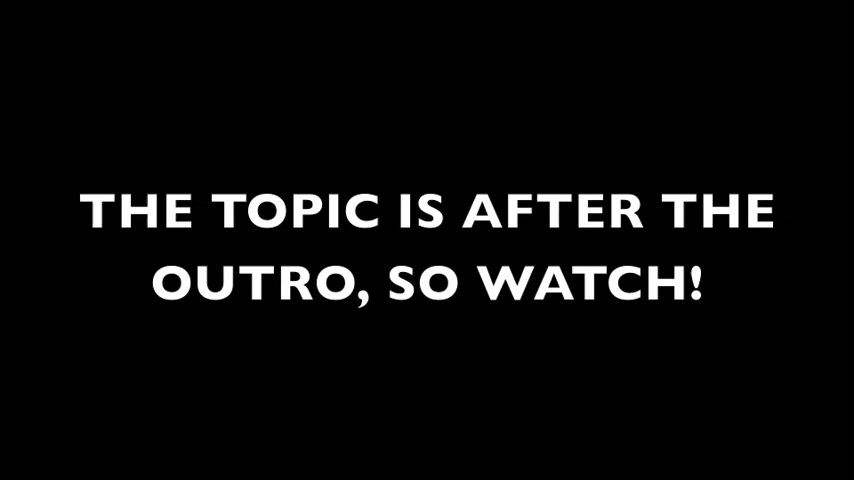 THE TOPIC IS AFTER THE
OUTRO, SO WATCH!